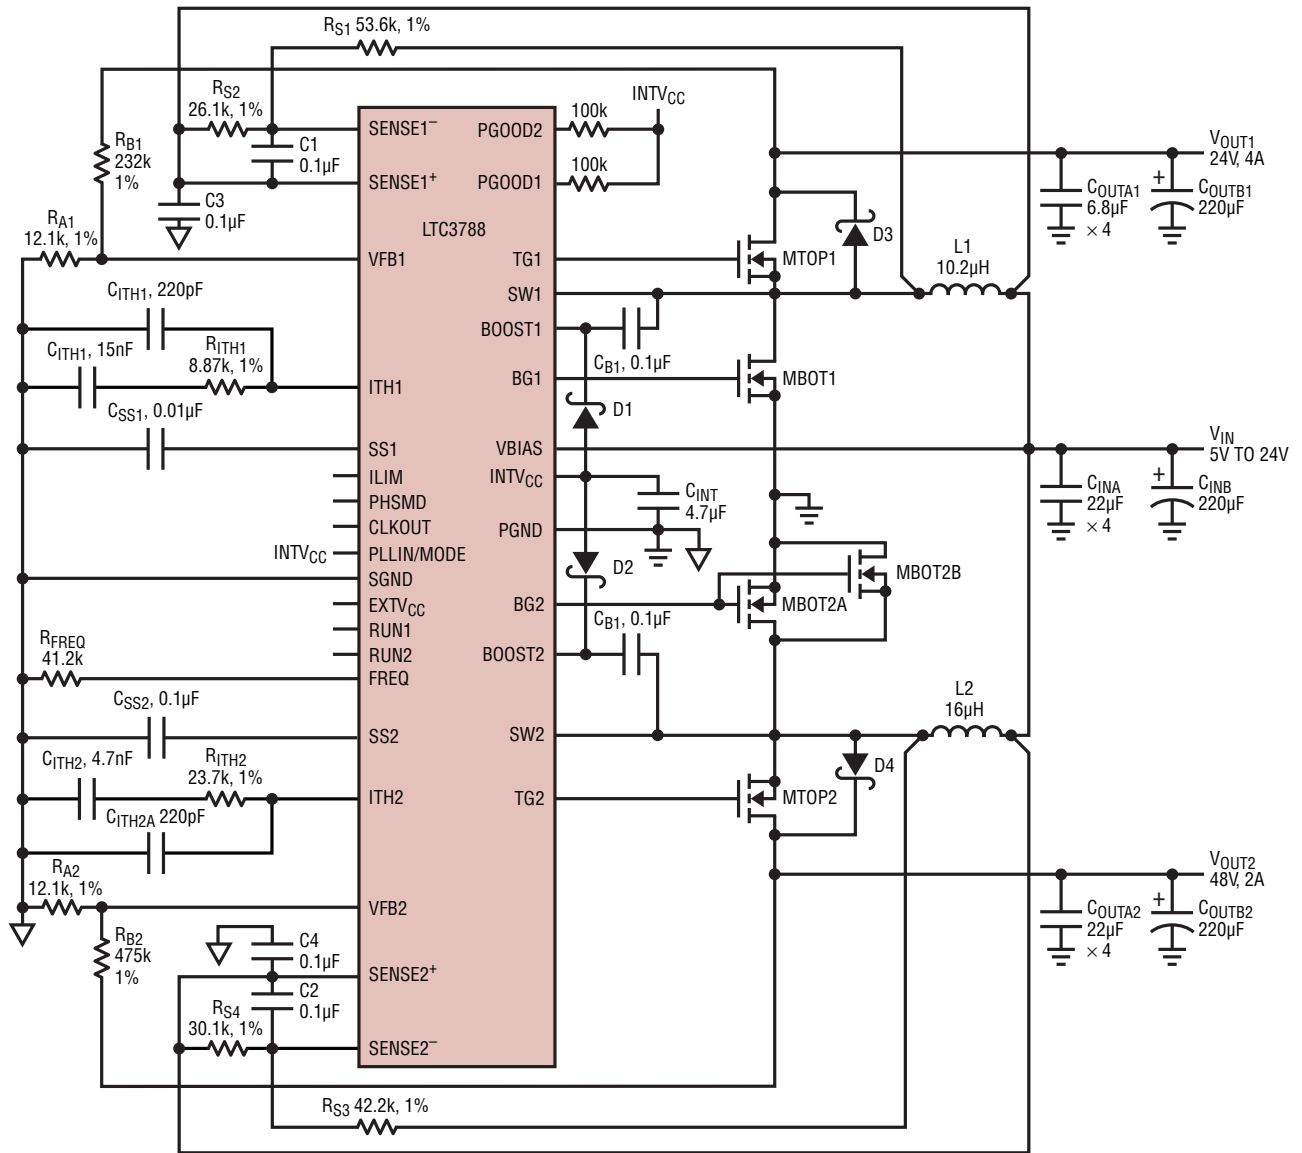 RS1 53.6k, 1%
RS2
26.1k, 1%
C1
0.1µF
RB1
232k
1%
C3
0.1µF
RA1
12.1k, 1%
CITH1, 220pF
CITH1, 15nF
RITH1
8.87k, 1%
CSS1, 0.01µF
INTVCC
RFREQ
41.2k
CSS2, 0.1µF
CITH2, 4.7nF
RITH2
23.7k, 1%
CITH2A 220pF
RA2
12.1k, 1%
RB2
475k
1%
C4
0.1µF
C2
0.1µF
RS4
30.1k, 1%
RS3 42.2k, 1%
LTC3788
SENSE1–
SENSE1+
VFB1
ITH1
SS1
ILIM
PHSMD
CLKOUT
PLLIN/MODE
SGND
EXTVCC
RUN1
RUN2
FREQ
SS2
ITH2
VFB2
SENSE2+
SENSE2–
PGOOD2
PGOOD1
TG1
SW1
BOOST1
BG1
VBIAS
INTVCC
PGND
BG2
BOOST2
SW2
TG2
100k
100k
INTVCC
CB1, 0.1µF
D1
CINT
4.7µF
D2
CB1, 0.1µF
MTOP1
D3
MBOT1
MBOT2B
MBOT2A
D4
MTOP2
L1
10.2µH
L2
16µH
VOUT1
24V, 4A
COUTA1
6.8µF
× 4
+
COUTB1
220µF
VIN
5V TO 24V
CINA
22µF
× 4
+
CINB
220µF
VOUT2
48V, 2A
COUTA2
22µF
× 4
+
COUTB2
220µF